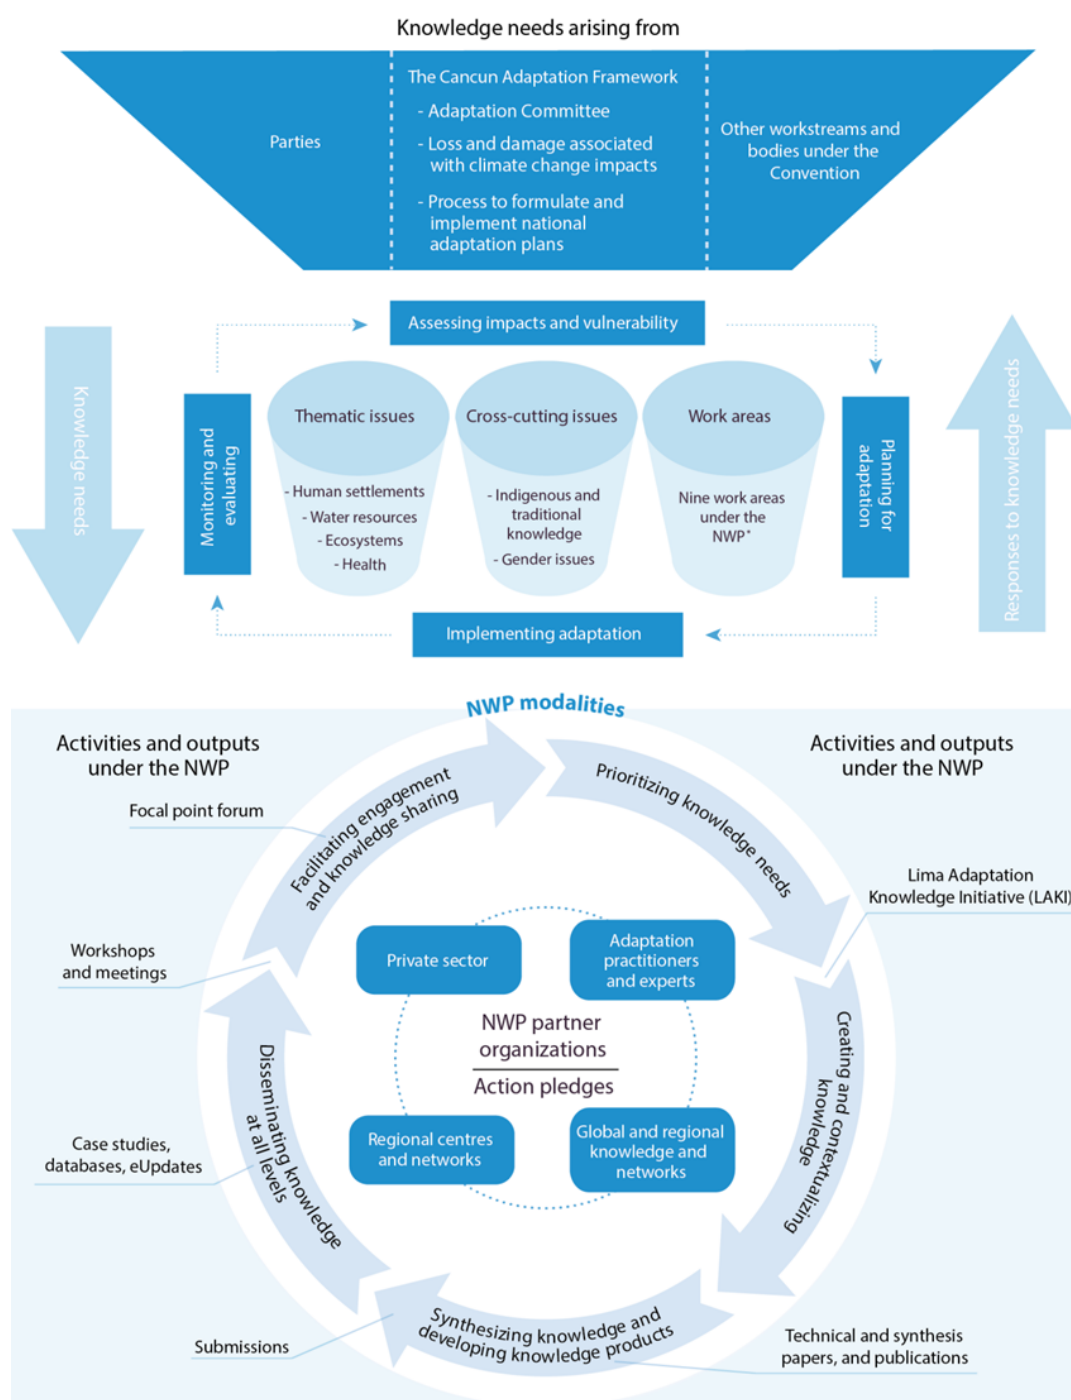 Knowledge needs arising from
Parties
The Cancun Adaptation Framework
- Adaptation Committee
- Loss and damage associated
with climate change impacts
- Process to formulate and
implement national
adaptation plans
Other workstreams and
bodies under the
Convention
Assessing impacts and vulnerability
Knowledge needs
Monitoring and
evaluating
Thematic issues
- Human settlements
- Water resources
- Ecosystems
- Health
Cross-cutting issues
- Indigenous and
traditional
knowledge
- Gender issues
Work areas
Nine work areas
under the
NWP*
Planning for
adaptation
Responses to knowledge needs
Implementing adaptation
NWP modalities
Activities and outputs
under the NWP
Activities and outputs
under the NWP
Focal point forum
Facilitating engagement
and knowledge sharing
Prioritizing knowledge needs
Lima Adaptation
Knowledge Initiative (LAKI)
Workshops
and meetings
Private sector
Adaptation
practitioners
and experts
NWP partner
organizations
Action pledges
Regional centres
and networks
Global and regional
knowledge and
networks
Creating and contextualizing
knowledge
Disseminating knowledge
at all levels
Case studies,
databases, eUpdates
Synthesizing knowledge and
developing knowledge products
Submissions
Technical and synthesis
papers, and publications